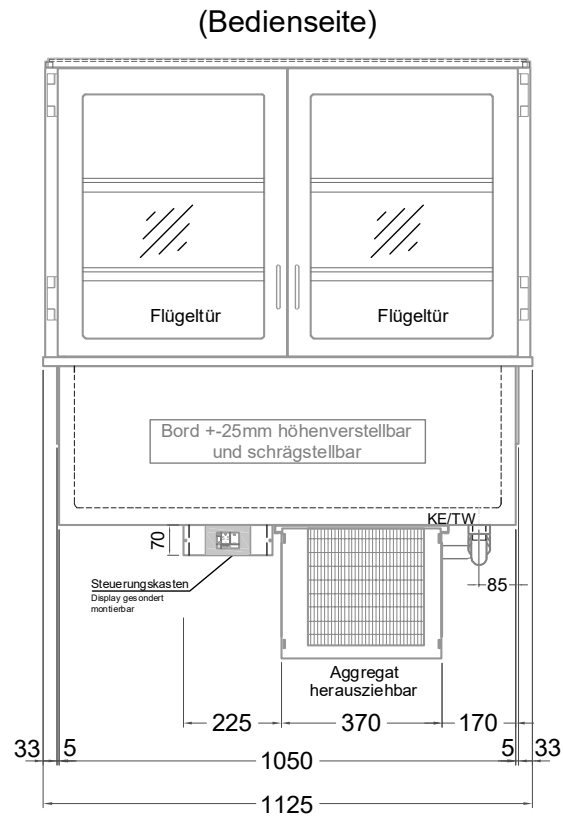 (Bedienseite)
Flügeltür
Flügeltür
Bord +-25mm höhenverstellbar
und schrägstellbar
KE/TW
70
85
Steuerungskasten
Display gesondert
montierbar
Aggregat
herausziehbar
225
370
170
33
5
1050
5
33
1125